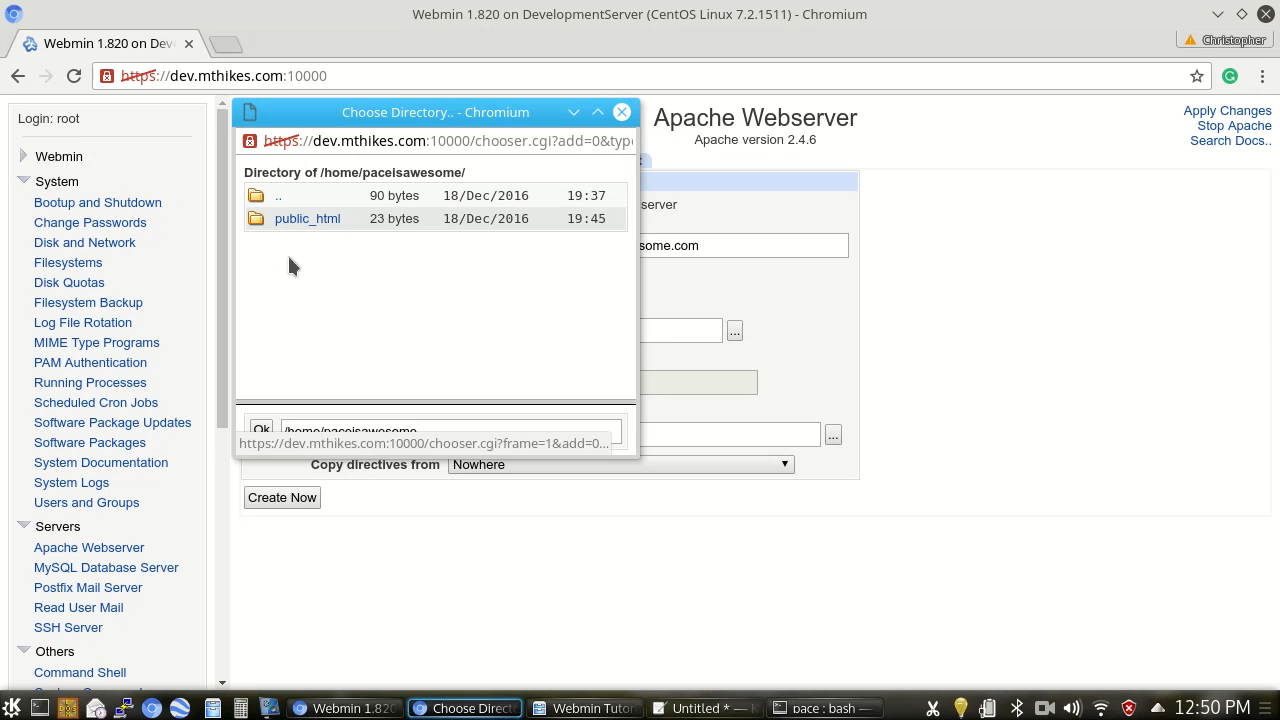 Webmin 1.820 on DevelopmentServer (CentOS Linux 7.2.1511) - Chromium
Webmin 1.820 on Dev
Christopher
https://dev.mthikes.com:10000
Login: root
Webmin
System
Bootup and Shutdown
Change Passwords
Disk and Network
Filesystems
Disk Quotas
Filesystem Backup
Log File Rotation
MIME Type Programs
PAM Authentication
Running Processes
Scheduled Cron Jobs
Software Package Updates
Software Packages
System Documentation
System Logs
Users and Groups
Servers
Apache Webserver
MySQL Database Server
Postfix Mail Server
Read User Mail
SSH Server
Others
Command Shell
Choose Directory.. - Chromium
https://dev.mthikes.com:10000/chooser.cgi?add=0&type
Directory of /home/paceisawesome/
.. 90 bytes 18/Dec/2016 19:37
public_html 23 bytes 18/Dec/2016 19:45
Ok /home/paceisawesome
https://dev.mthikes.com:10000/chooser.cgi?frame=1&add=0...
Apache Webserver
Apache version 2.4.6
Apply Changes
Stop Apache
Search Docs..
server
some.com
...
...
Copy directives from Nowhere
Create Now
Webmin 1.820
Choose Direct
Webmin Tutor
Untitled * —
pace : bash —
12:50 PM